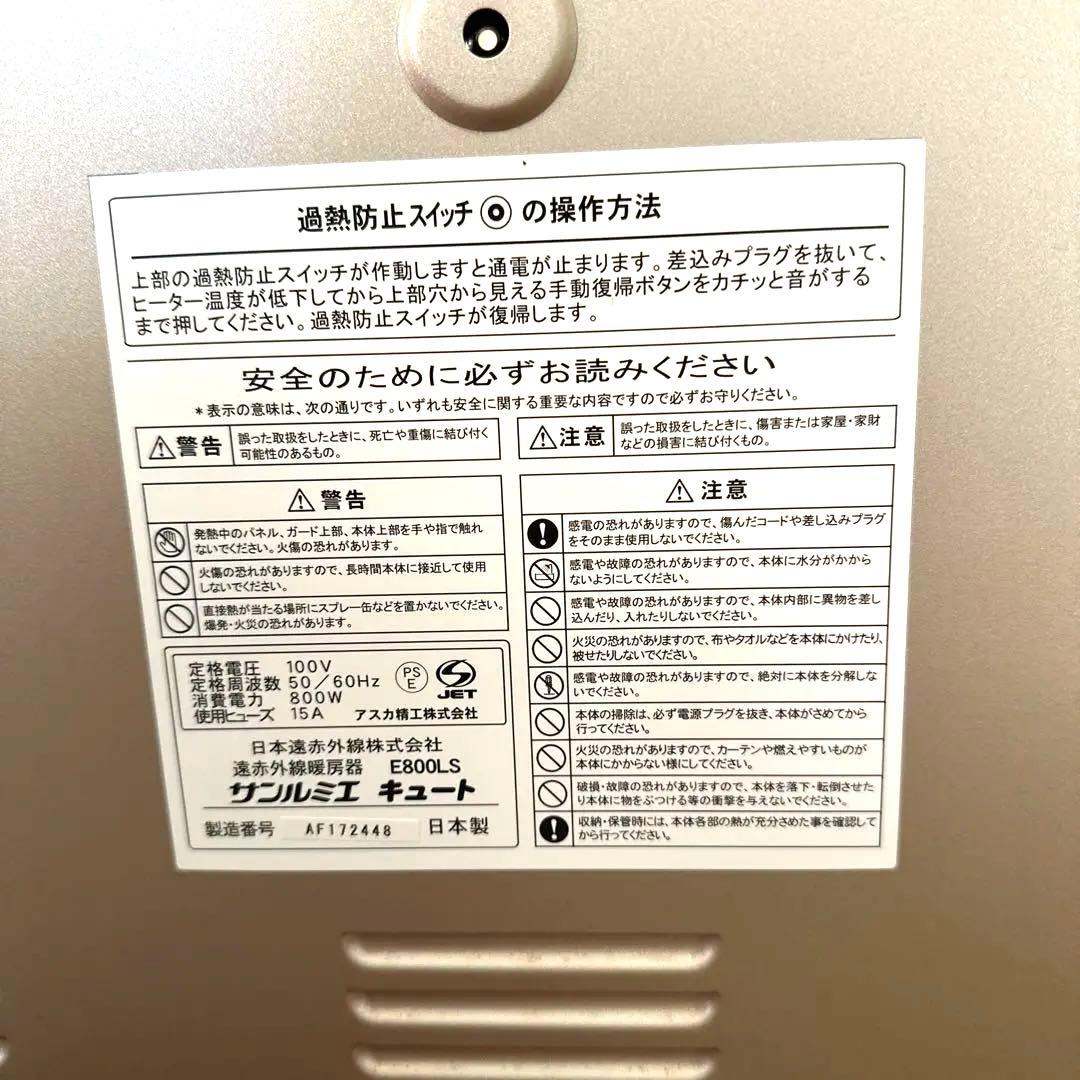 過熱防止スイッチ◎の操作方法
上部の過熱防止スイッチが作動しますと通電が止まります。差込みプラグを抜いて、
ヒーター温度が低下してから上部穴から見える手動復帰ボタンをカチッと音がする
まで押してください。過熱防止スイッチが復帰します。
安全のために必ずお読みください
*表示の意味は、次の通りです。いずれも安全に関する重要な内容ですので必ずお守りください。
⚠警告
誤った取扱をしたときに、死亡や重傷に結び付く
可能性のあるもの。
⚠注意
誤った取扱をしたときに、傷害または家屋・家財
などの損害に結び付くもの。
⚠警告
発熱中のパネル、ガード上部、本体上部を手や指で触れ
ないでください。火傷の恐れがあります。
火傷の恐れがありますので、長時間本体に接近して使用
しないでください。
直接熱が当たる場所にスプレー缶などを置かないでください。
爆発・火災の恐れがあります。
⚠注意
感電の恐れがありますので、傷んだコードや差し込みプラグ
をそのまま使用しないでください。
感電や故障の恐れがありますので、本体に水分がかから
ないようにしてください。
感電や故障の恐れがありますので、本体内部に異物を差し
込んだり、入れたりしないでください。
火災の恐れがありますので、布やタオルなどを本体にかけたり、
被せたりしないでください。
感電や故障の恐れがありますので、絶対に本体を分解しな
いでください。
本体の掃除は、必ず電源プラグを抜き、本体がさめてから
行ってください。
火災の恐れがありますので、カーテンや燃えやすいものが
本体にかからない様にしてください。
破損・故障の恐れがありますので、本体を落下・転倒させた
り本体に物をぶつける等の衝撃を与えないでください。
収納・保管時には、本体各部の熱が充分さめた事を確認して
から行ってください。
定格電圧 100V
定格周波数 50/60Hz
消費電力 800W
使用ヒューズ 15A
PS
E
JET
アスカ精工株式会社
日本遠赤外線株式会社
遠赤外線暖房器 E800LS
サンルミエ キュート
製造番号 AF172448 日本製